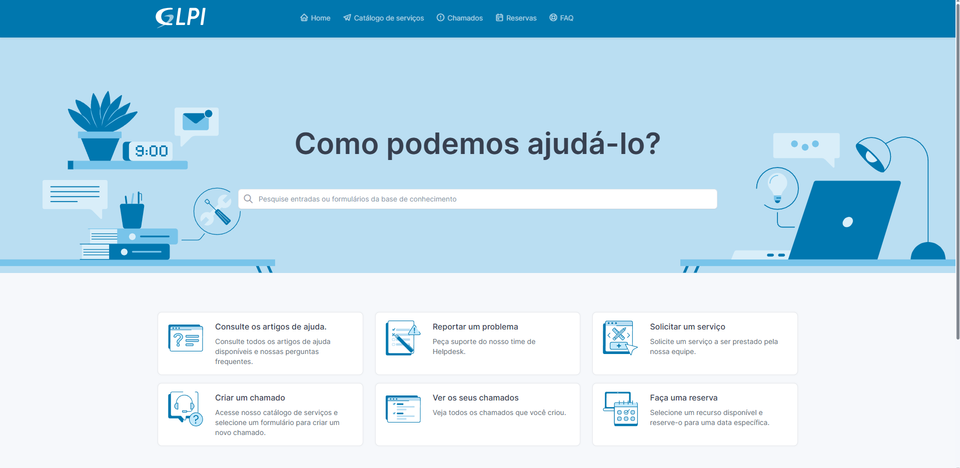 GLPI
Home
Catálogo de serviços
Chamados
Reservas
FAQ
9:00
Como podemos ajudá-lo?
Pesquise entradas ou formulários da base de conhecimento
Consulte os artigos de ajuda.
Consulte todos os artigos de ajuda
disponíveis e nossas perguntas
frequentes.
Reportar um problema
Peça suporte do nosso time de
Helpdesk.
Solicitar um serviço
Solicite um serviço a ser prestado pela
nossa equipe.
Criar um chamado
Acesse nosso catálogo de serviços e
selecione um formulário para criar um
novo chamado.
Ver os seus chamados
Veja todos os chamados que você criou.
Faça uma reserva
Selecione um recurso disponível e
reserve-o para uma data específica.